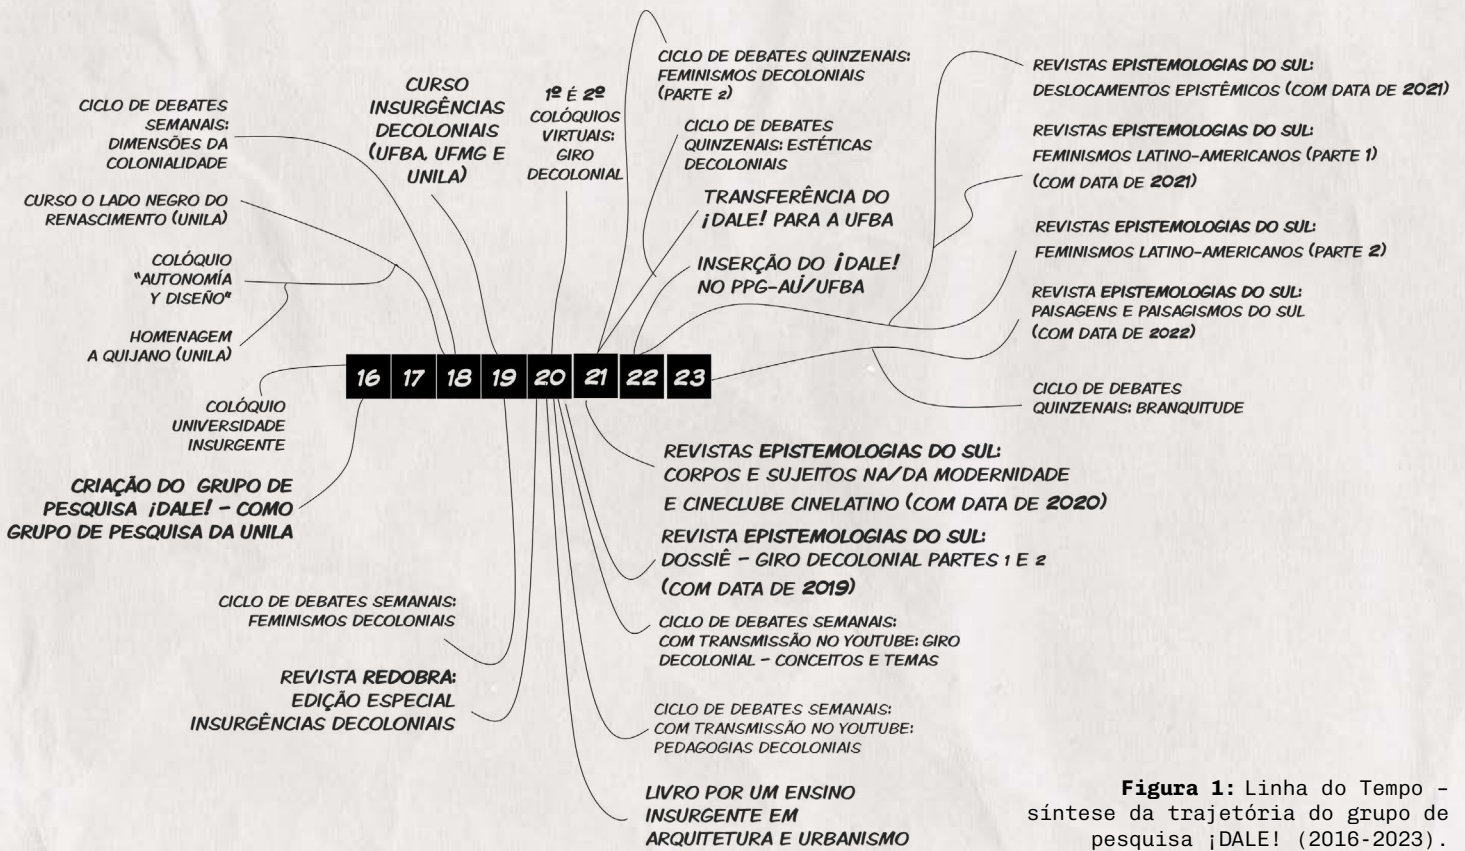 CICLO DE DEBATES
SEMANAIS:
DIMENSÕES DA
COLONIALIDADE
CURSO O LADO NEGRO DO
RENASCIMENTO (UNILA)
COLÓQUIO
"AUTONOMÍA
Y DISEÑO"
HOMENAGEM
A QUIJANO (UNILA)
COLÓQUIO
UNIVERSIDADE
INSURGENTE
CRIAÇÃO DO GRUPO DE
PESQUISA ¡DALE! – COMO
GRUPO DE PESQUISA DA UNILA
CURSO
INSURGÊNCIAS
DECOLONIAIS
(UFBA, UFMG E
UNILA)
1º É 2º
COLÓQUIOS
VIRTUAIS:
GIRO
DECOLONIAL
CICLO DE DEBATES QUINZENAIS:
FEMINISMOS DECOLONIAIS
(PARTE 2)
CICLO DE DEBATES
QUINZENAIS: ESTÉTICAS
DECOLONIAIS
TRANSFERÊNCIA DO
¡DALE! PARA A UFBA
INSERÇÃO DO ¡DALE!
NO PPG-AU/UFBA
REVISTAS EPISTEMOLOGIAS DO SUL:
DESLOCAMENTOS EPISTÊMICOS (COM DATA DE 2021)
REVISTAS EPISTEMOLOGIAS DO SUL:
FEMINISMOS LATINO-AMERICANOS (PARTE 1)
(COM DATA DE 2021)
REVISTAS EPISTEMOLOGIAS DO SUL:
FEMINISMOS LATINO-AMERICANOS (PARTE 2)
REVISTA EPISTEMOLOGIAS DO SUL:
PAISAGENS E PAISAGISMOS DO SUL
(COM DATA DE 2022)
CICLO DE DEBATES
QUINZENAIS: BRANQUITUDE
16 17 18 19 20 21 22 23
REVISTAS EPISTEMOLOGIAS DO SUL:
CORPOS E SUJEITOS NA/DA MODERNIDADE
E CINECLUBE CINELATINO (COM DATA DE 2020)
REVISTA EPISTEMOLOGIAS DO SUL:
DOSSIÊ – GIRO DECOLONIAL PARTES 1 E 2
(COM DATA DE 2019)
CICLO DE DEBATES SEMANAIS:
FEMINISMOS DECOLONIAIS
REVISTA REDOBRA:
EDIÇÃO ESPECIAL
INSURGÊNCIAS DECOLONIAIS
CICLO DE DEBATES SEMANAIS:
COM TRANSMISSÃO NO YOUTUBE: GIRO
DECOLONIAL – CONCEITOS E TEMAS
CICLO DE DEBATES SEMANAIS:
COM TRANSMISSÃO NO YOUTUBE:
PEDAGOGIAS DECOLONIAIS
LIVRO POR UM ENSINO
INSURGENTE EM
ARQUITETURA E URBANISMO
Figura 1: Linha do Tempo –
síntese da trajetória do grupo de
pesquisa ¡DALE! (2016-2023).